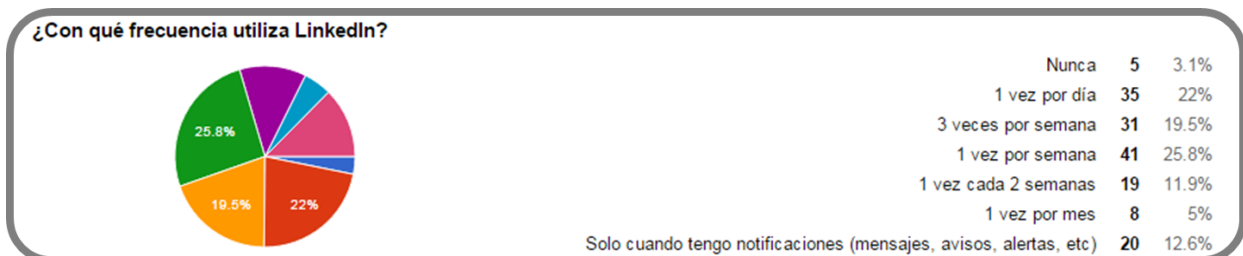 ¿Con qué frecuencia utiliza LinkedIn?
25.8%
19.5%
22%
Nunca 5 3.1%
1 vez por día 35 22%
3 veces por semana 31 19.5%
1 vez por semana 41 25.8%
1 vez cada 2 semanas 19 11.9%
1 vez por mes 8 5%
Solo cuando tengo notificaciones (mensajes, avisos, alertas, etc) 20 12.6%